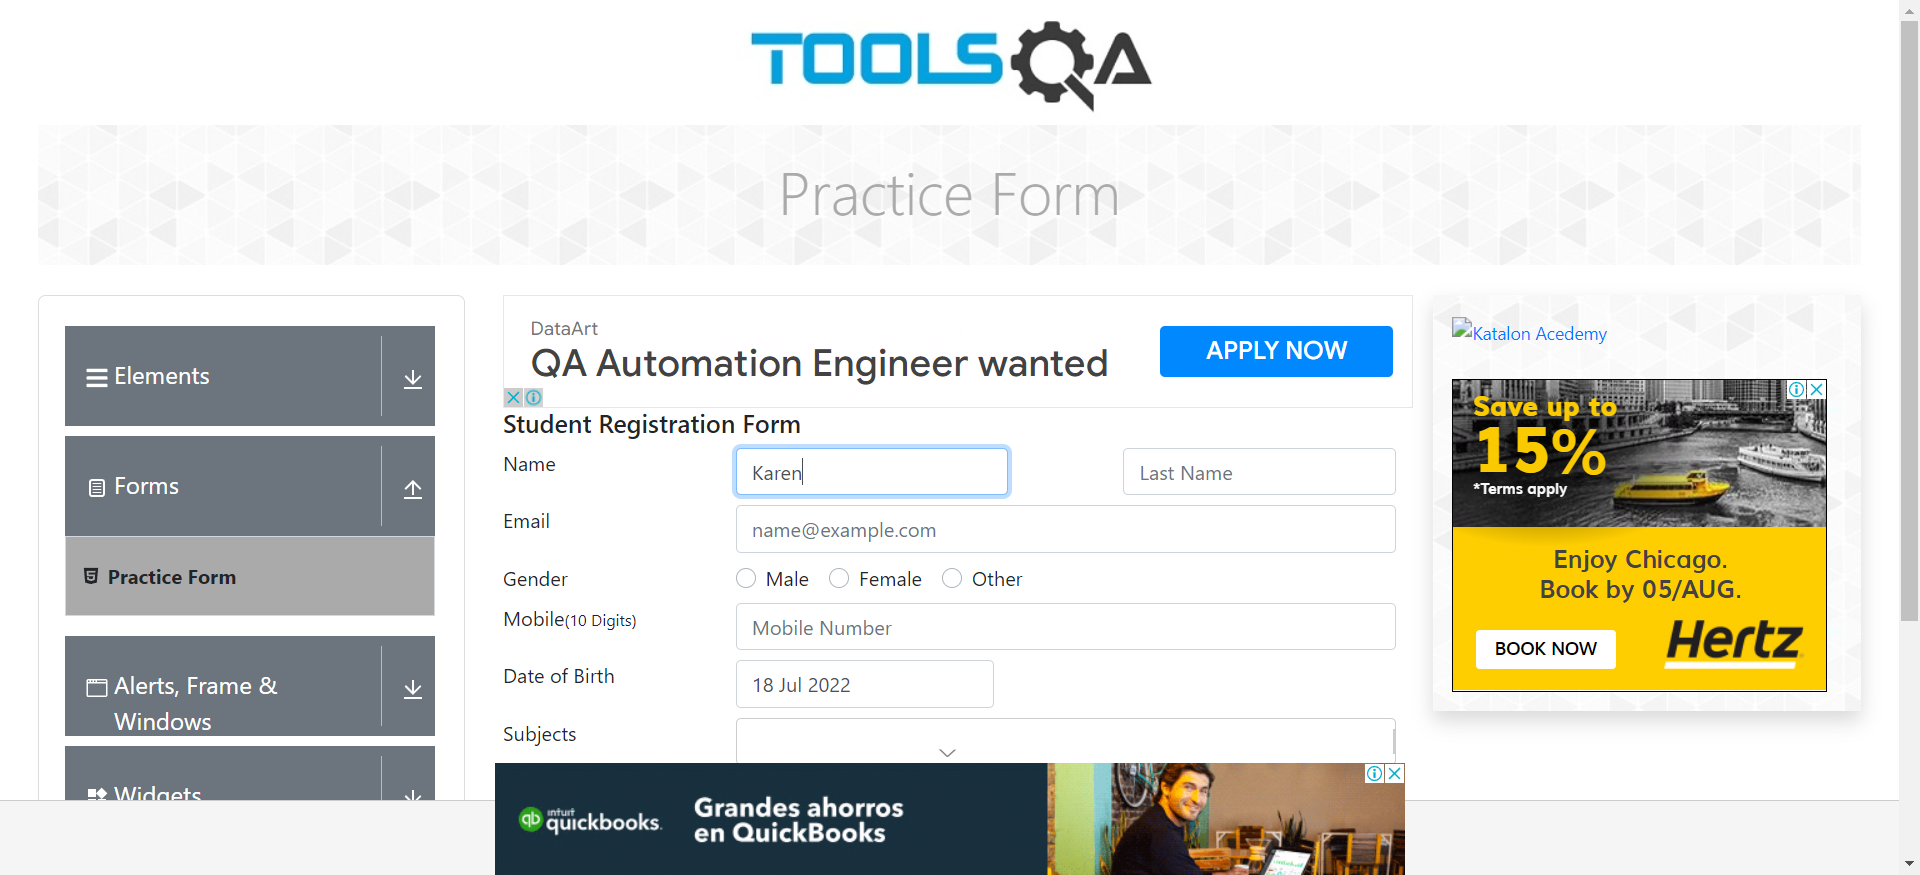 TOOLSQA
Practice Form
Elements
Forms
Practice Form
Alerts, Frame &
Windows
Widgets
DataArt
QA Automation Engineer wanted
APPLY NOW
Student Registration Form
Name
Karen
Last Name
Email
name@example.com
Gender
Male
Female
Other
Mobile(10 Digits)
Mobile Number
Date of Birth
18 Jul 2022
Subjects
Katalon Acedemy
Save up to
15%
*Terms apply
Enjoy Chicago.
Book by 05/AUG.
BOOK NOW
Hertz
qb
intuit
quickbooks.
Grandes ahorros
en QuickBooks